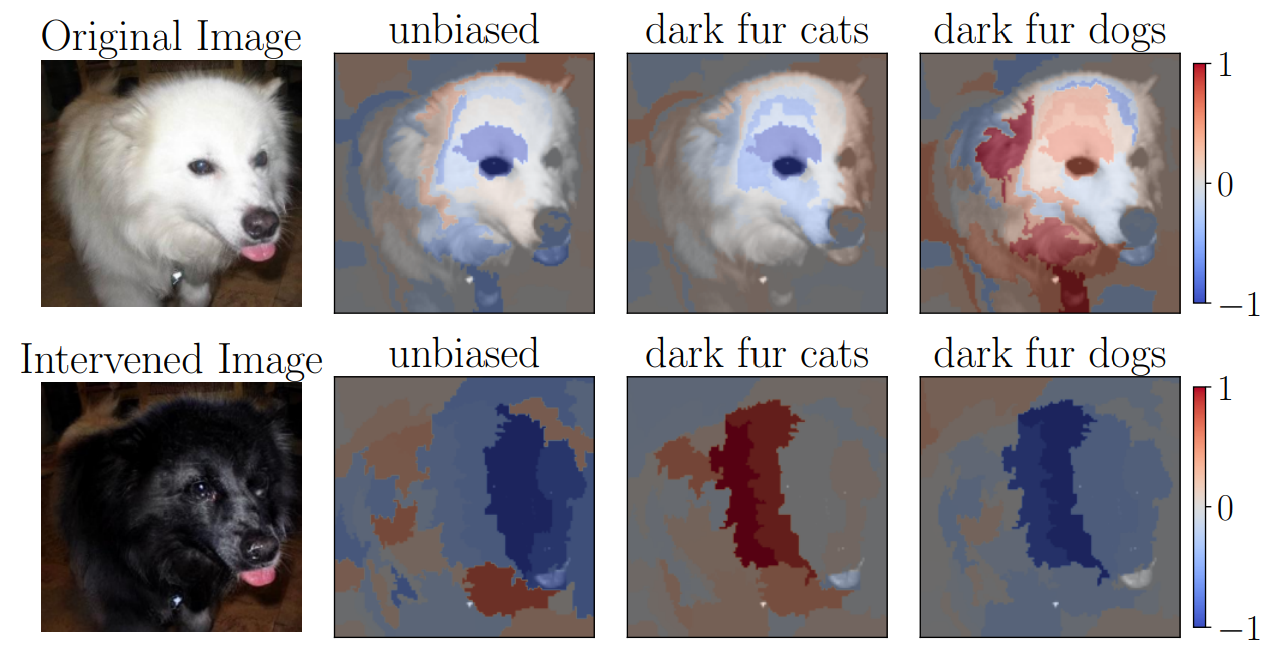 Original Image
unbiased
dark fur cats
dark fur dogs
1
0
−1
Intervened Image
unbiased
dark fur cats
dark fur dogs
1
0
−1